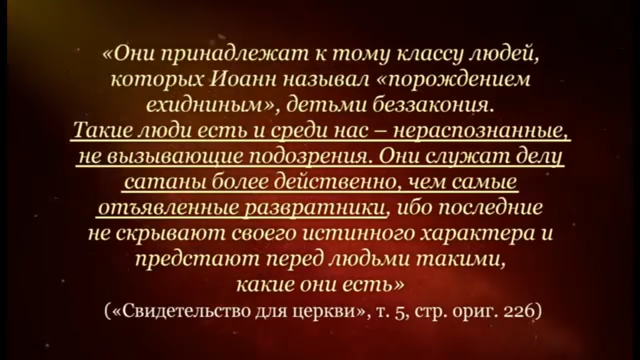 «Они принадлежат к тому классу людей,
которых Иоанн называл «порождением
ехидниным», детьми беззакония.
Такие люди есть и среди нас – нераспознанные,
не вызывающие подозрения. Они служат делу
сатаны более действенно, чем самые
отъявленные развратники, ибо последние
не скрывают своего истинного характера и
предстают перед людьми такими,
какие они есть»
(«Свидетельство для церкви», т. 5, стр. ориг. 226)